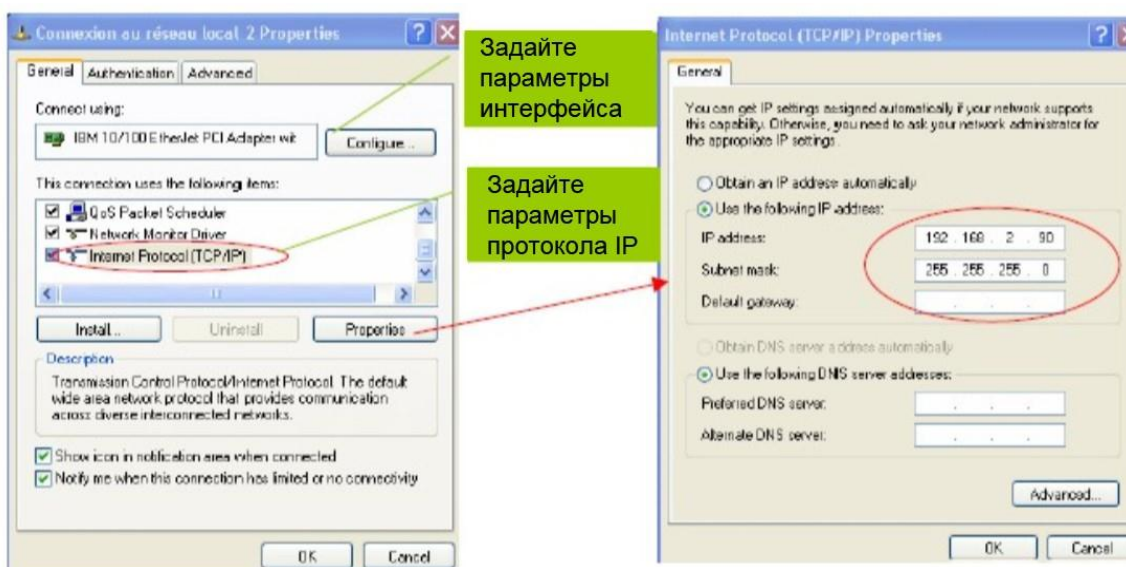 Connexion au réseau local 2 Properties
General
Authentication
Advanced
Connect using:
IBM 10/100 EtherJet PCI Adapter wit
Configure...
This connection uses the following items:
QoS Packet Scheduler
Network Monitor Driver
Internet Protocol (TCP/IP)
Install...
Uninstall
Properties
Description
Transmission Control Protocol/Internet Protocol. The default
wide area network protocol that provides communication
across diverse interconnected networks.
Show icon in notification area when connected
Notify me when this connection has limited or no connectivity
OK
Cancel
Задайте
параметры
интерфейса
Задайте
параметры
протокола IP
Internet Protocol (TCP/IP) Properties
General
You can get IP settings assigned automatically if your network supports
this capability. Otherwise, you need to ask your network administrator for
the appropriate IP settings.
Obtain an IP address automatically
Use the following IP address:
IP address:
192 . 168 . 2 . 90
Subnet mask:
255 . 255 . 255 . 0
Default gateway:
Obtain DNS server address automatically
Use the following DNS server addresses:
Preferred DNS server:
Alternate DNS server:
Advanced...
OK
Cancel